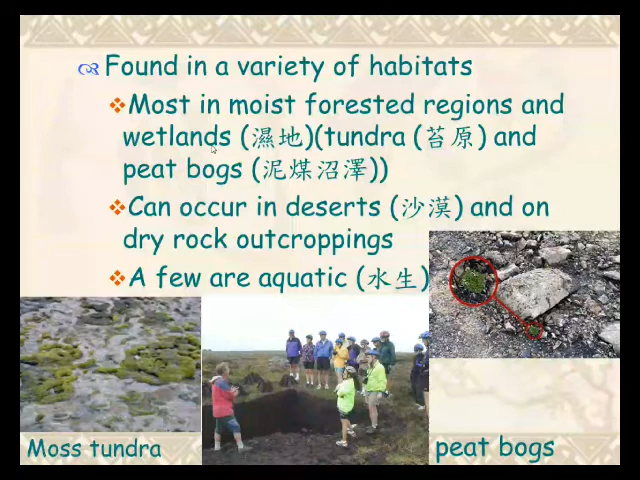 Found in a variety of habitats
Most in moist forested regions and
wetlands (濕地)(tundra (苔原) and
peat bogs (泥煤沼澤))
Can occur in deserts (沙漠) and on
dry rock outcroppings
A few are aquatic (水生)
Moss tundra
peat bogs